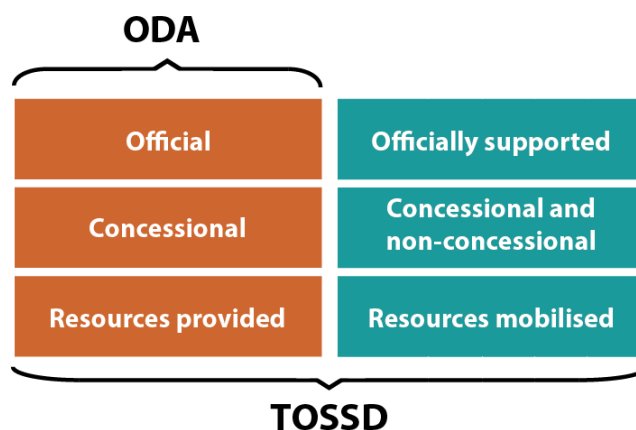 ODA
Official
Officially supported
Concessional
Concessional and
non-concessional
Resources provided
Resources mobilised
TOSSD